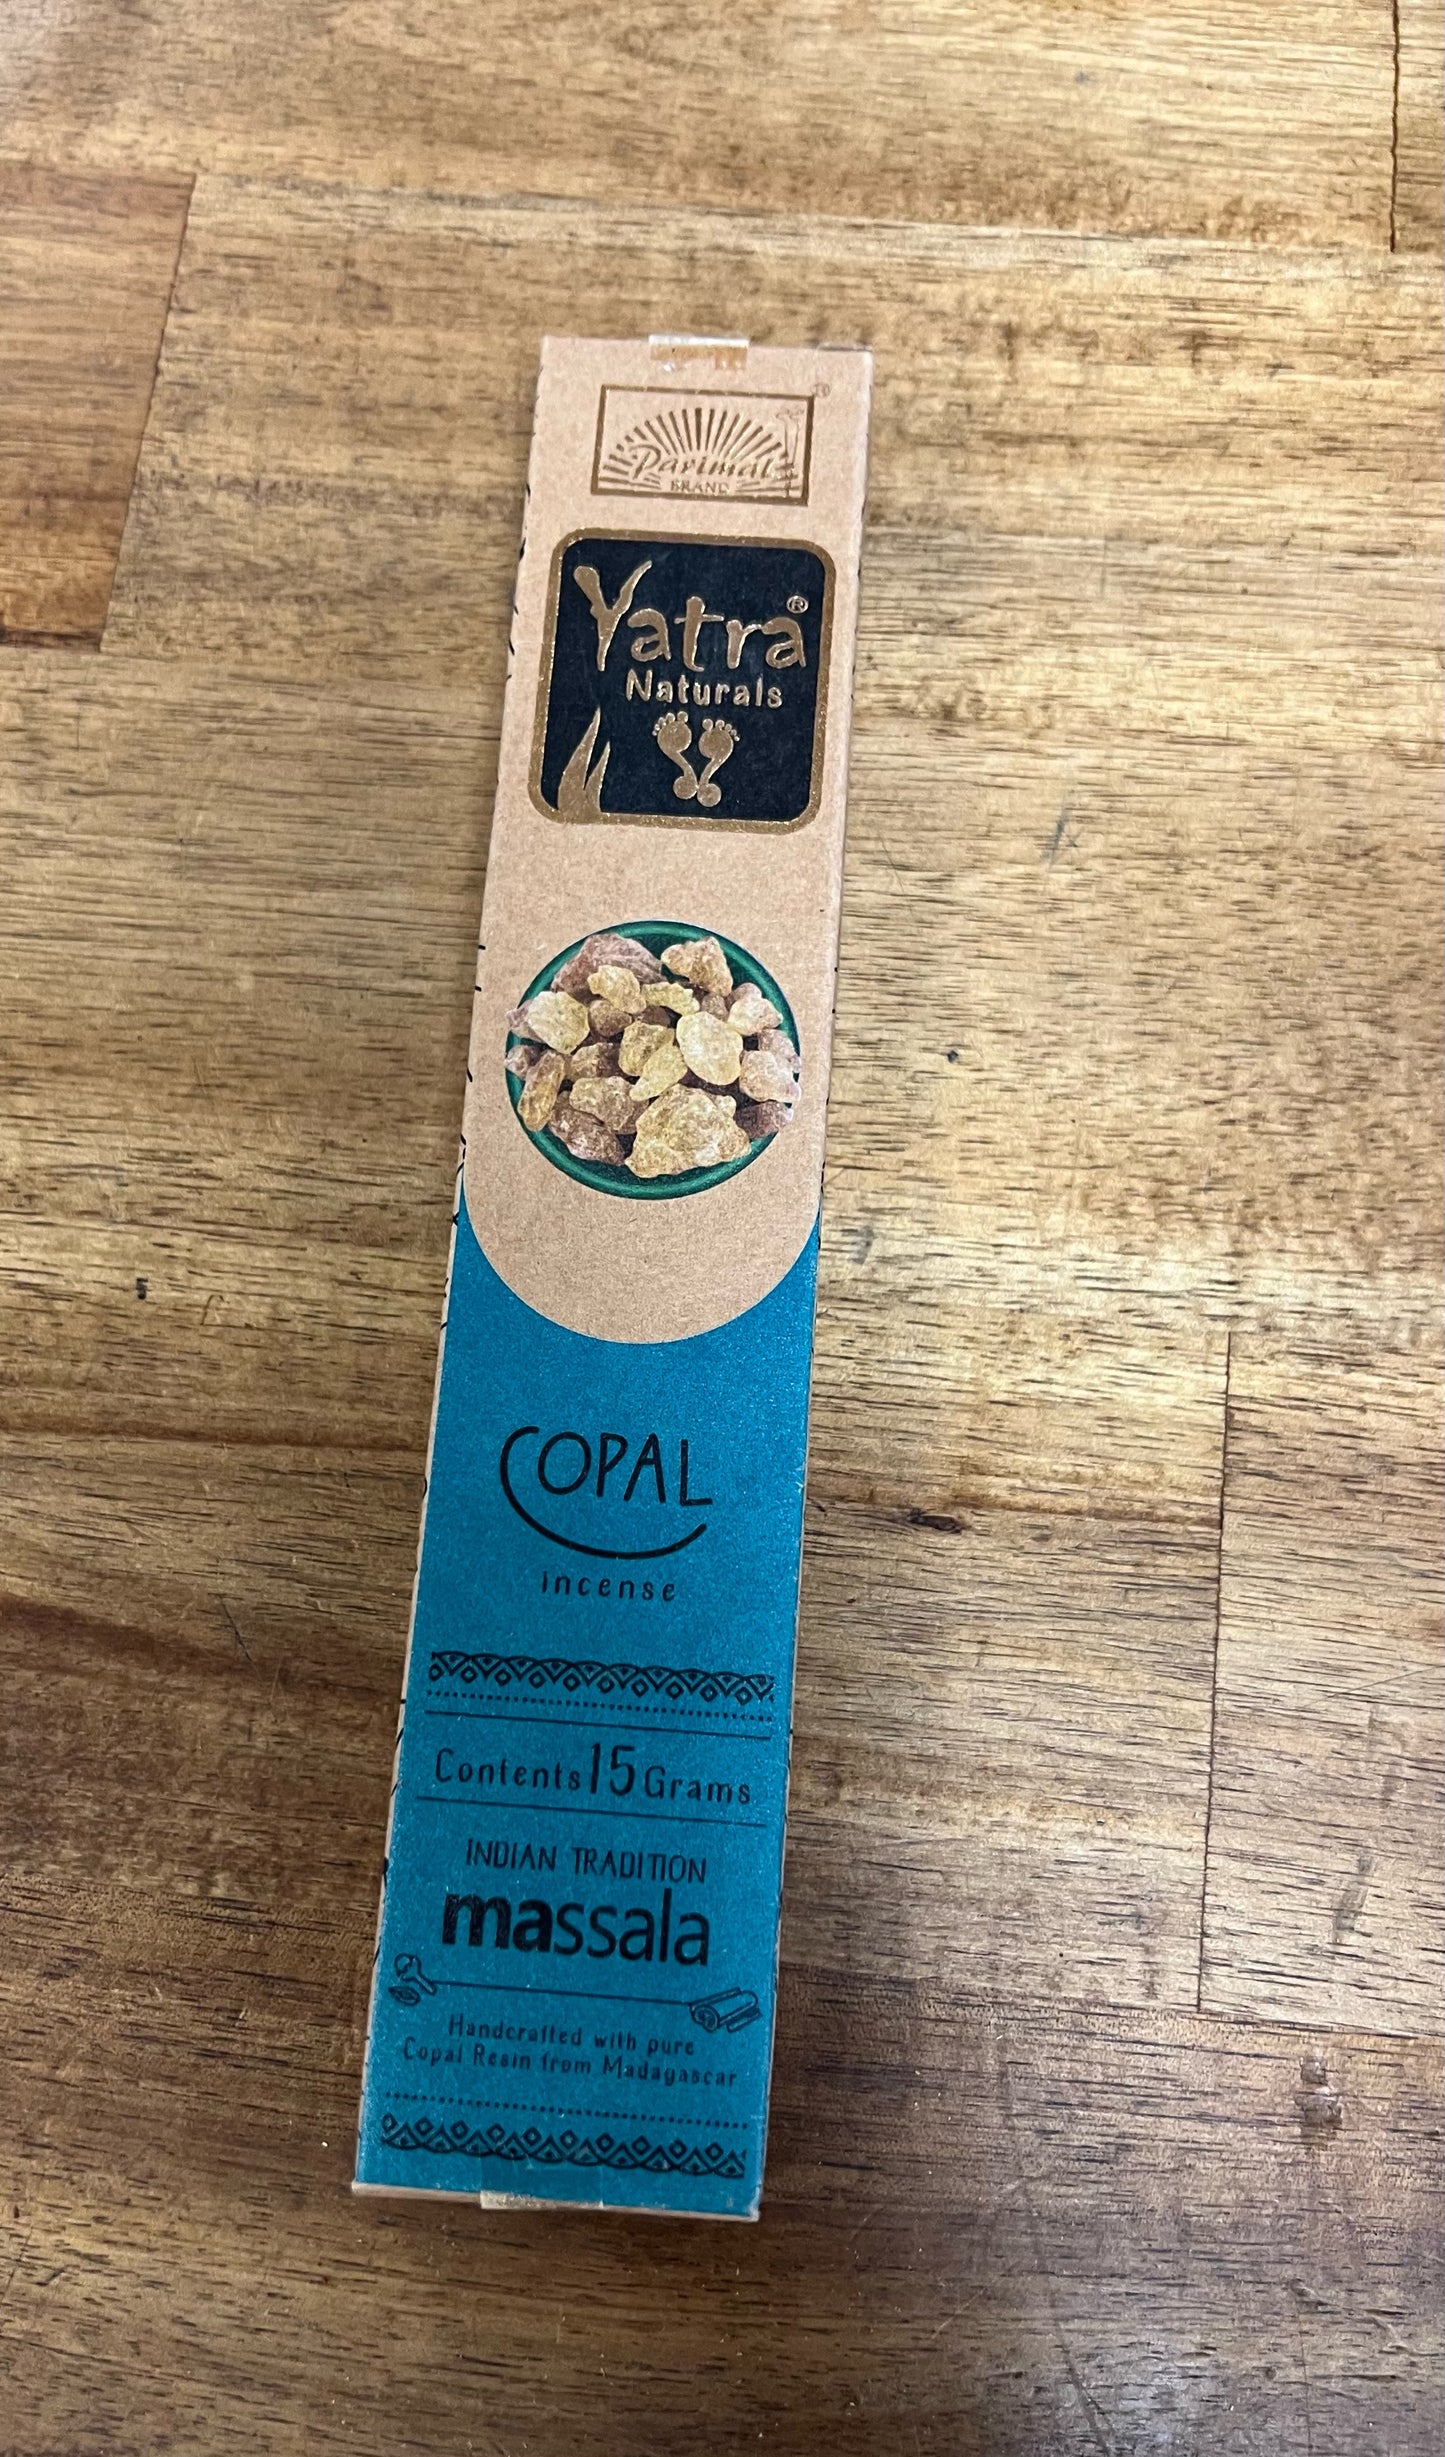 Parimal
BRAND
Yatra®
Naturals
COPAL
incense
Contents 15 Grams
INDIAN TRADITION
massala
Handcrafted with pure
Copal Resin from Madagascar